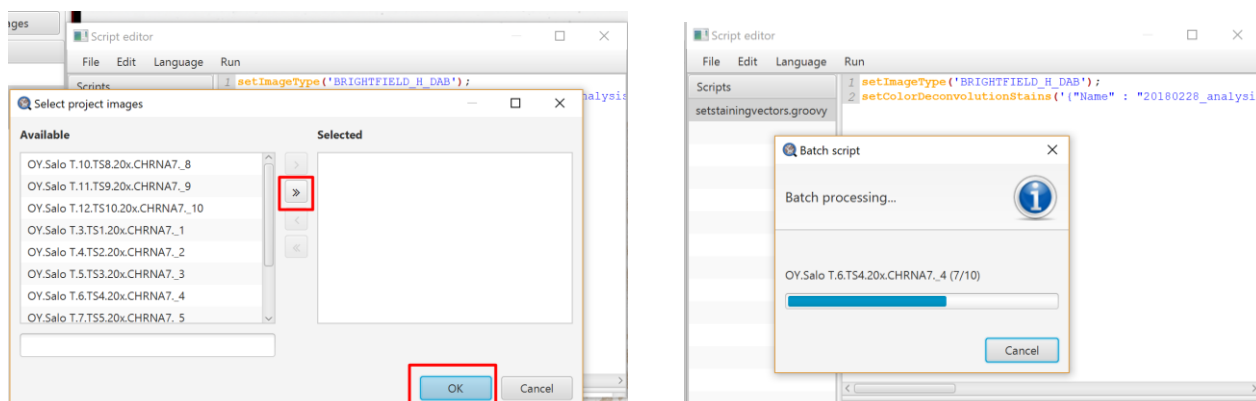 ages
Script editor
File Edit Language Run
Scripts
1 setImageType('BRIGHTFIELD_H_DAB');
nalysis
Select project images
Available
Selected
OY.Salo T.10.TS8.20x.CHRNA7._8
OY.Salo T.11.TS9.20x.CHRNA7._9
OY.Salo T.12.TS10.20x.CHRNA7._10
OY.Salo T.3.TS1.20x.CHRNA7._1
OY.Salo T.4.TS2.20x.CHRNA7._2
OY.Salo T.5.TS3.20x.CHRNA7._3
OY.Salo T.6.TS4.20x.CHRNA7._4
OY.Salo T.7.TS5.20x.CHRNA7._5
>
»
<
«
OK
Cancel
Script editor
File Edit Language Run
Scripts
setstainingvectors.groovy
1 setImageType('BRIGHTFIELD_H_DAB');
2 setColorDeconvolutionStains('{"Name" : "20180228_analysi
Batch script
Batch processing...
OY.Salo T.6.TS4.20x.CHRNA7._4 (7/10)
Cancel